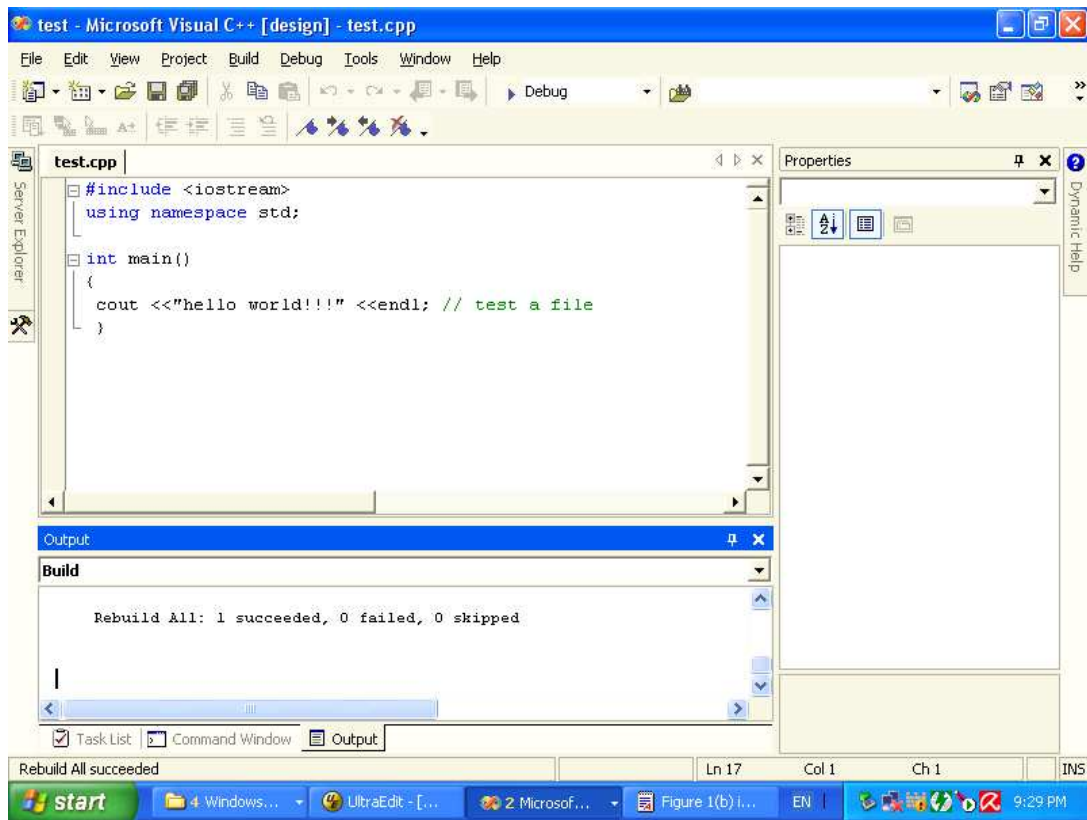 test - Microsoft Visual C++ [design] - test.cpp
File Edit View Project Build Debug Tools Window Help
Debug
test.cpp
Properties
Server Explorer
Dynamic Help
#include <iostream>
using namespace std;
int main()
{
cout <<"hello world!!!" <<endl; // test a file
}
Output
Build
Rebuild All: 1 succeeded, 0 failed, 0 skipped
Task List Command Window Output
Rebuild All succeeded Ln 17 Col 1 Ch 1 INS
start 4 Windows... UltraEdit - [... 2 Microsof... Figure 1(b) i... EN 9:29 PM